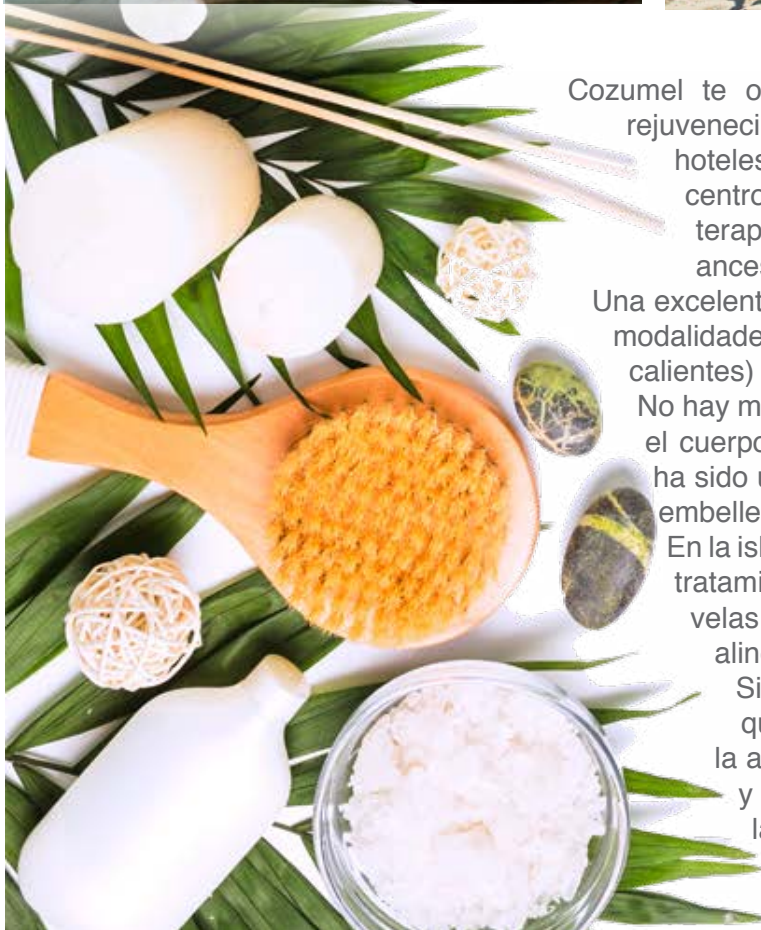 Cozumel te o
rejuveneci
hoteles
centro
terap
ances
Una excelent
modalidade
calientes)
No hay m
el cuerpo
ha sido u
embelle
En la isl
tratami
velas
alin
Si
qu
la a
y
la